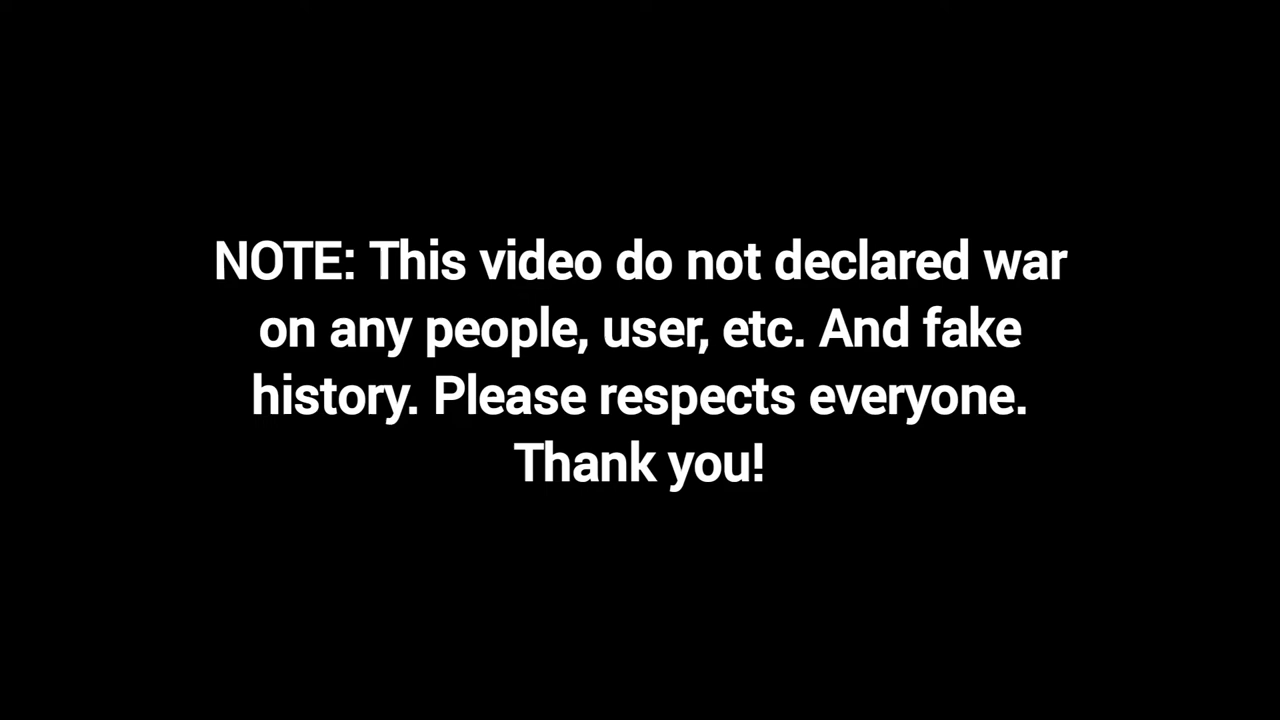 NOTE: This video do not declared war
on any people, user, etc. And fake
history. Please respects everyone.
Thank you!